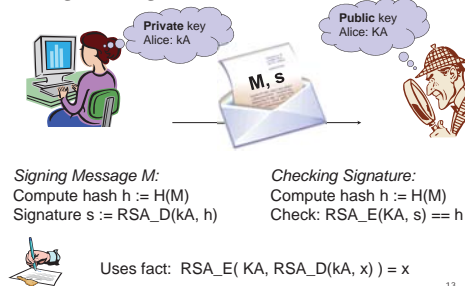 Private key
Alice: kA
Public key
Alice: KA
M, s
Signing Message M:
Compute hash h := H(M)
Signature s := RSA_D(kA, h)
Checking Signature:
Compute hash h := H(M)
Check: RSA_E(KA, s) == h
Uses fact: RSA_E( KA, RSA_D(kA, x) ) = x
13